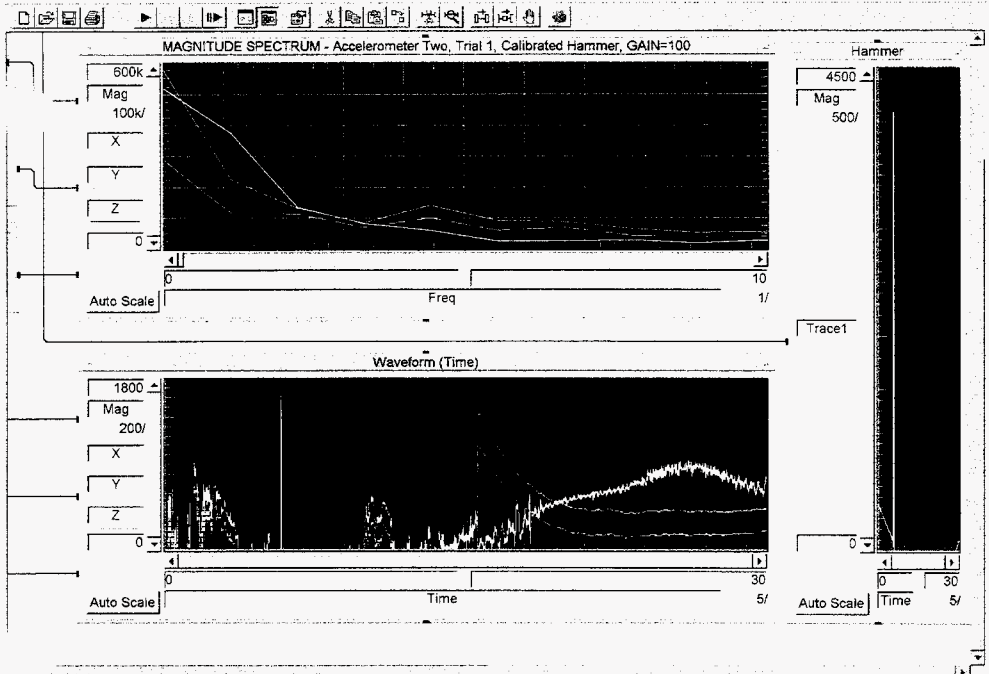 MAGNITUDE SPECTRUM - Accelerometer Two, Trial 1, Calibrated Hammer, GAIN=100
600k
Mag
100k/
X
Y
Z
0
0 10
Auto Scale
Freq 1/
Hammer
4500
Mag
500/
Trace1
0
0 30
Auto Scale
Time 5/
Waveform (Time)
1800
Mag
200/
X
Y
Z
0
0 30
Auto Scale
Time 5/